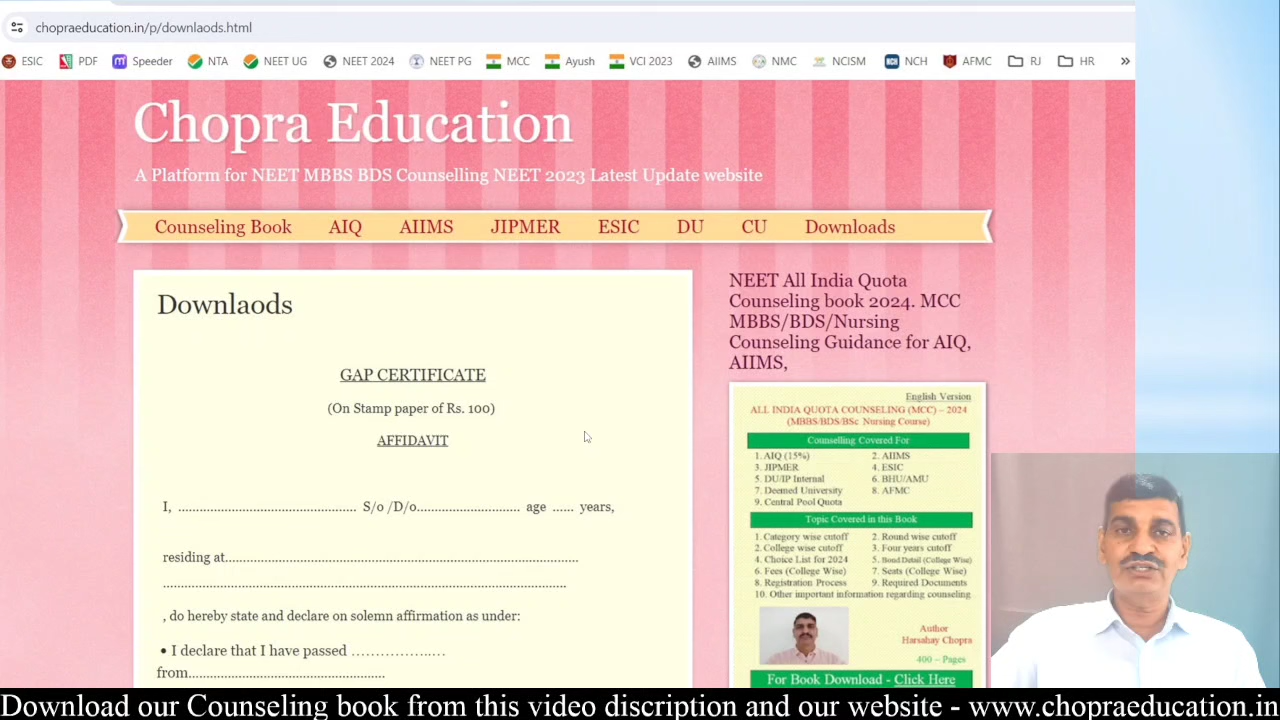 chopraeducation.in/p/downlaods.html
ESIC PDF Speeder NTA NEET UG NEET 2024 NEET PG MCC Ayush VCI 2023 AIIMS NMC NCISM NCH AFMC RJ HR »
Chopra Education
A Platform for NEET MBBS BDS Counselling NEET 2023 Latest Update website
Counseling Book AIQ AIIMS JIPMER ESIC DU CU Downloads
Downlaods
GAP CERTIFICATE
(On Stamp paper of Rs. 100)
AFFIDAVIT
I, ................................................ S/o /D/o............................ age ...... years,
residing at...............................................................................................
.............................................................................................................
, do hereby state and declare on solemn affirmation as under:
• I declare that I have passed ………………….
from.....................................................
NEET All India Quota
Counseling book 2024. MCC
MBBS/BDS/Nursing
Counseling Guidance for AIQ,
AIIMS,
English Version
ALL INDIA QUOTA COUNSELING (MCC) – 2024
(MBBS/BDS/BSc Nursing Course)
Counselling Covered For
1. AIQ (15%) 2. AIIMS
3. JIPMER 4. ESIC
5. DU/IP Internal 6. BHU/AMU
7. Deemed University 8. AFMC
9. Central Pool Quota
Topic Covered in this Book
1. Category wise cutoff 2. Round wise cutoff
2. College wise cutoff 3. Four years cutoff
4. Choice List for 2024 5. Bond Detail (College Wise)
6. Fees (College Wise) 7. Seats (College Wise)
8. Registration Process 9. Required Documents
10. Other important information regarding counseling
Author
Harsahay Chopra
400 – Pages
For Book Download - Click Here
Download our Counseling book from this video discription and our website - www.chopraeducation.in